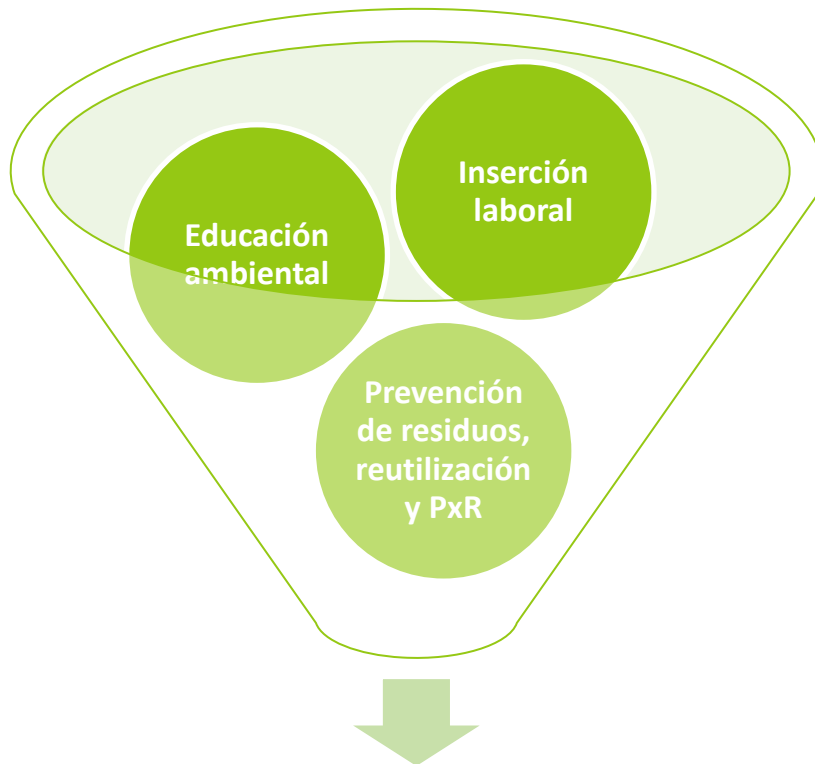 Educación
ambiental
Inserción
laboral
Prevención
de residuos,
reutilización
y PxR